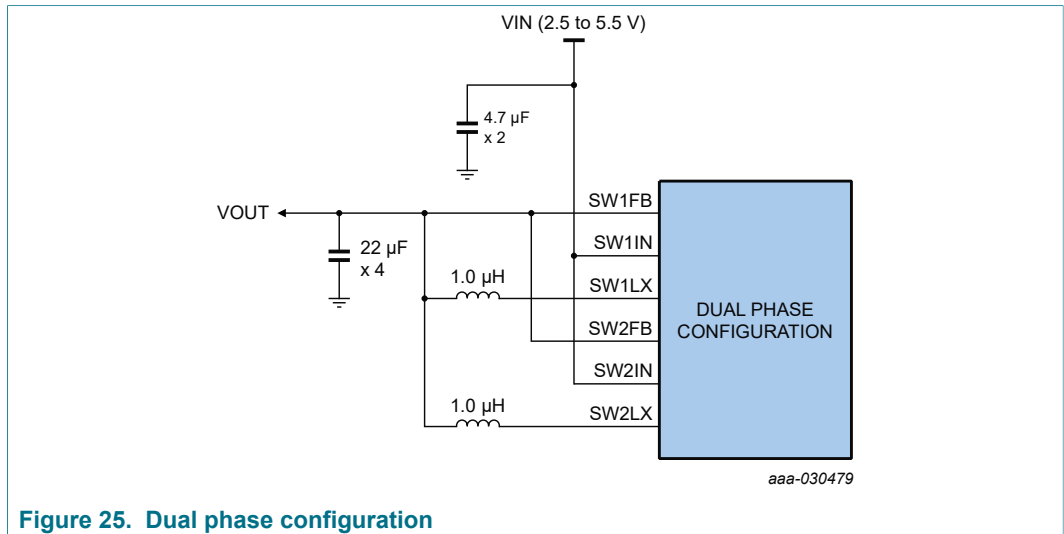 VIN (2.5 to 5.5 V)
4.7 µF
x 2
VOUT
22 µF
x 4
SW1FB
SW1IN
1.0 µH
SW1LX
SW2FB
SW2IN
1.0 µH
SW2LX
DUAL PHASE
CONFIGURATION
aaa-030479
Figure 25. Dual phase configuration